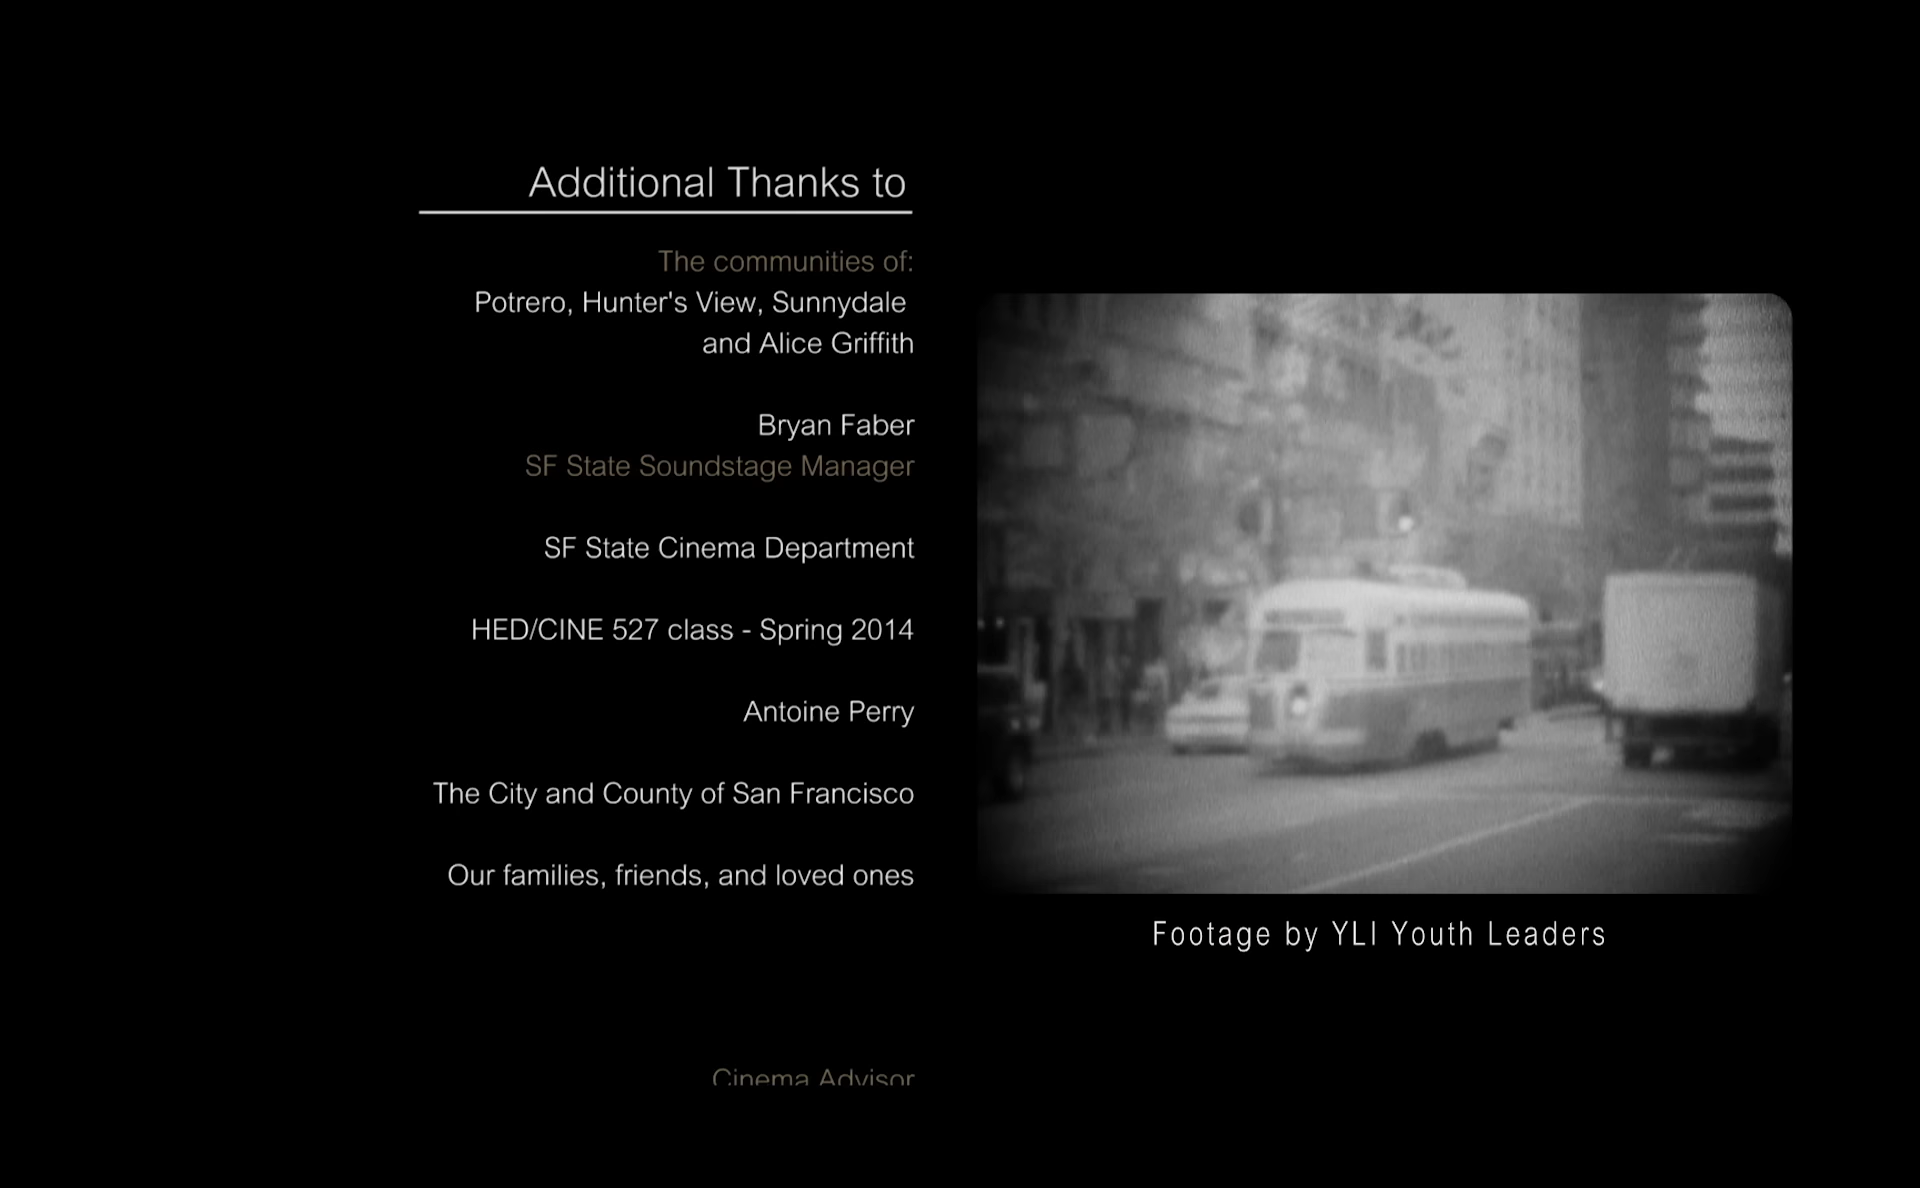 Additional Thanks to
The communities of:
Potrero, Hunter's View, Sunnydale
and Alice Griffith
Bryan Faber
SF State Soundstage Manager
SF State Cinema Department
HED/CINE 527 class - Spring 2014
Antoine Perry
The City and County of San Francisco
Our families, friends, and loved ones
Footage by YLI Youth Leaders
Cinema Advisor